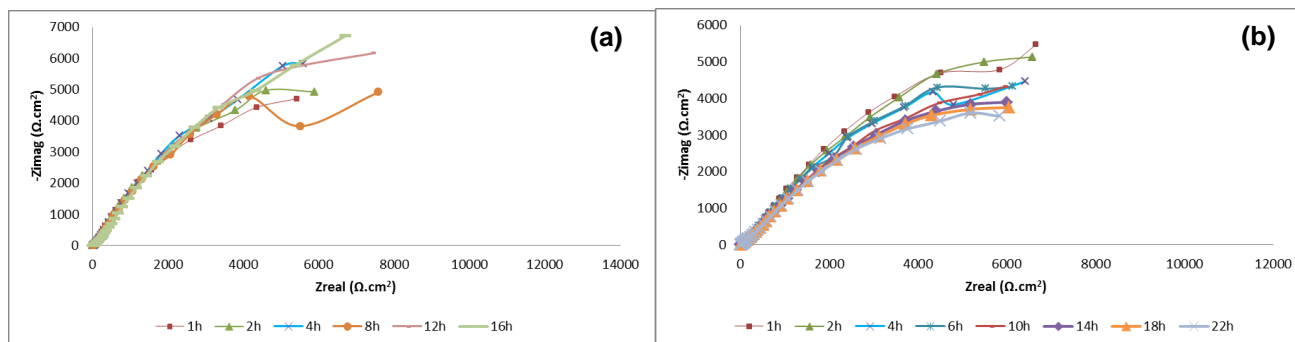 (a)
-Zimag (Ω.cm²)
7000
6000
5000
4000
3000
2000
1000
0
0 2000 4000 6000 8000 10000 12000 14000
Zreal (Ω.cm²)
1h 2h 4h 8h 12h 16h
(b)
-Zimag (Ω.cm²)
6000
5000
4000
3000
2000
1000
0
0 2000 4000 6000 8000 10000 12000
Zreal (Ω.cm²)
1h 2h 4h 6h 10h 14h 18h 22h